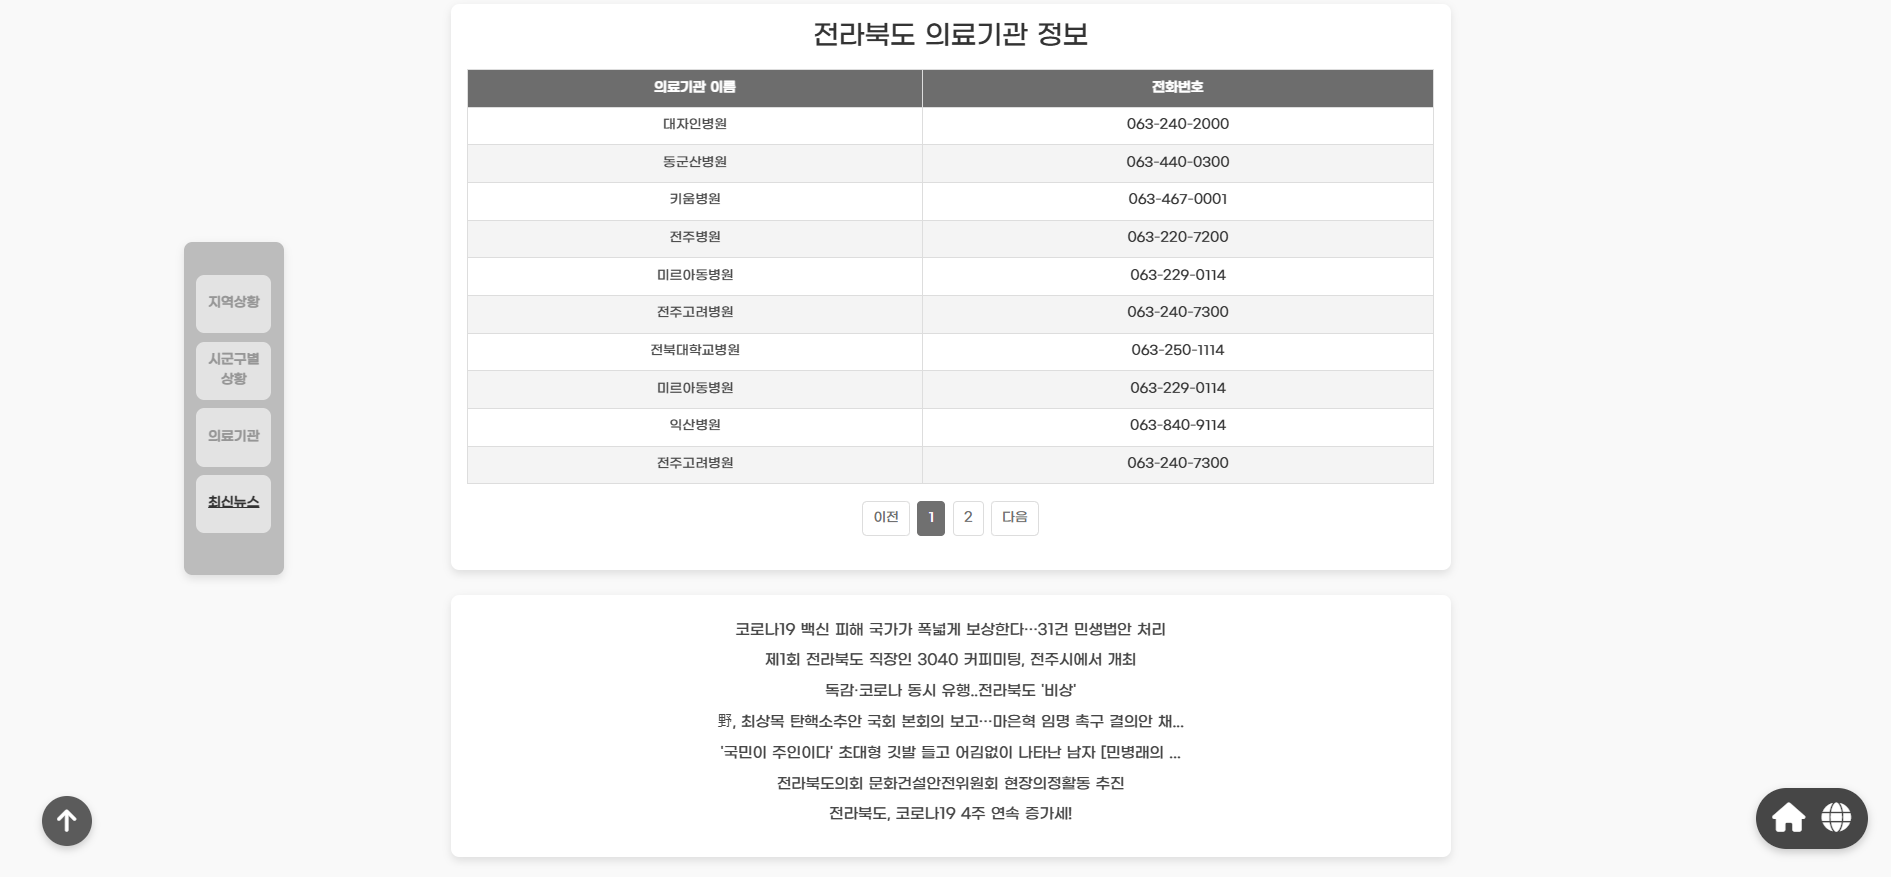 전라북도 의료기관 정보
의료기관 이름 전화번호
대자인병원 063-240-2000
동군산병원 063-440-0300
키움병원 063-467-0001
전주병원 063-220-7200
미르아동병원 063-229-0114
전주고려병원 063-240-7300
전북대학교병원 063-250-1114
미르아동병원 063-229-0114
익산병원 063-840-9114
전주고려병원 063-240-7300
이전 1 2 다음
지역상황
시군구별
상황
의료기관
최신뉴스
코로나19 백신 피해 국가가 폭넓게 보상한다…31건 민생법안 처리
제1회 전라북도 직장인 3040 커피미팅, 전주시에서 개최
독감·코로나 동시 유행..전라북도 '비상'
野, 최상목 탄핵소추안 국회 본회의 보고…마은혁 임명 촉구 결의안 채...
'국민이 주인이다' 초대형 깃발 들고 어김없이 나타난 남자 [민병래의 ...
전라북도의회 문화건설안전위원회 현장의정활동 추진
전라북도, 코로나19 4주 연속 증가세!